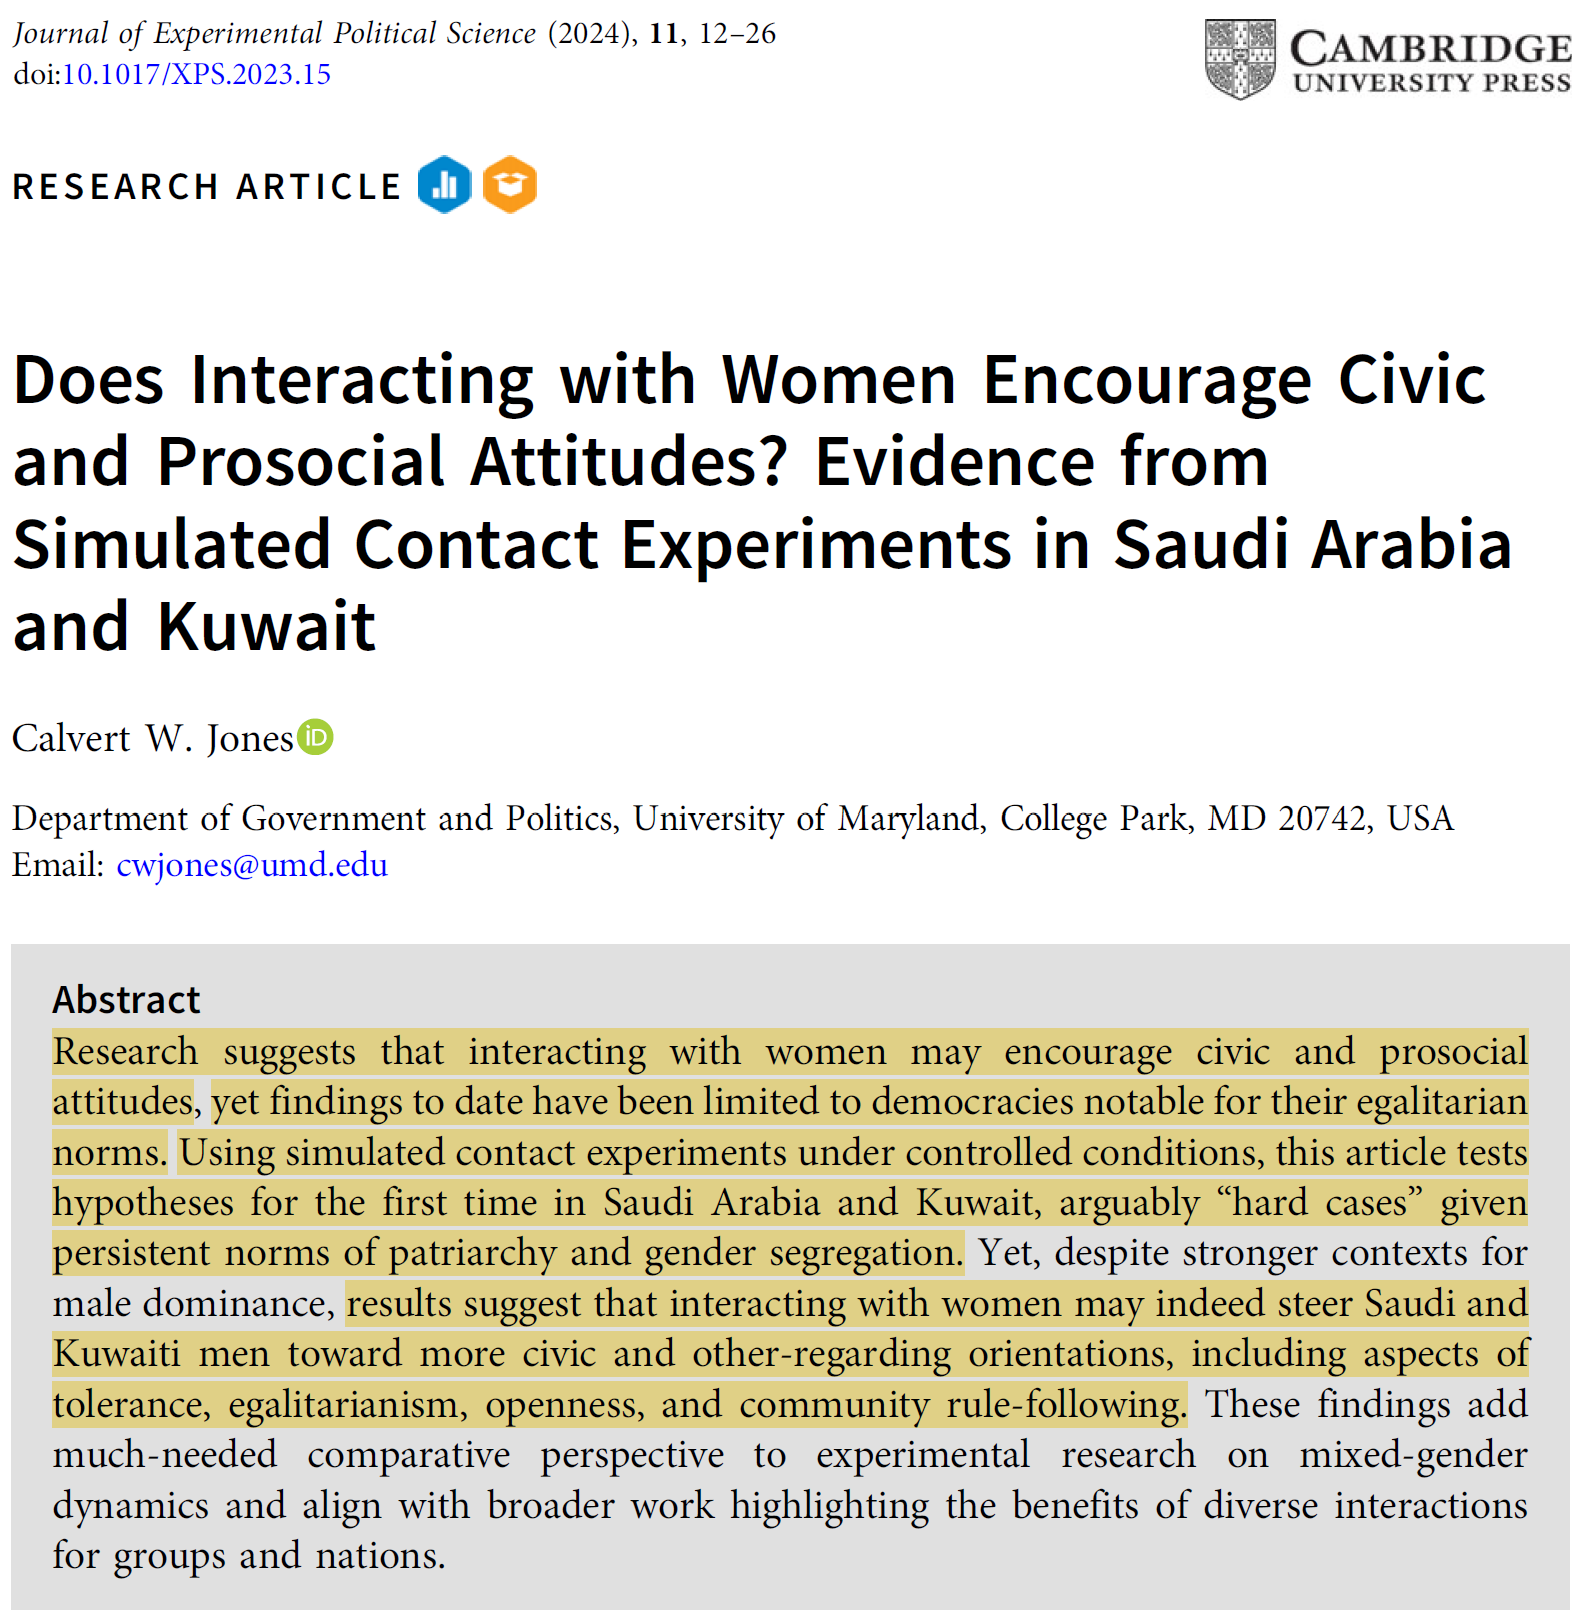 Journal of Experimental Political Science (2024), 11, 12–26
doi:10.1017/XPS.2023.15
CAMBRIDGE
UNIVERSITY PRESS
RESEARCH ARTICLE
Does Interacting with Women Encourage Civic
and Prosocial Attitudes? Evidence from
Simulated Contact Experiments in Saudi Arabia
and Kuwait
Calvert W. Jones iD
Department of Government and Politics, University of Maryland, College Park, MD 20742, USA
Email: cwjones@umd.edu
Abstract
Research suggests that interacting with women may encourage civic and prosocial
attitudes, yet findings to date have been limited to democracies notable for their egalitarian
norms. Using simulated contact experiments under controlled conditions, this article tests
hypotheses for the first time in Saudi Arabia and Kuwait, arguably “hard cases” given
persistent norms of patriarchy and gender segregation. Yet, despite stronger contexts for
male dominance, results suggest that interacting with women may indeed steer Saudi and
Kuwaiti men toward more civic and other-regarding orientations, including aspects of
tolerance, egalitarianism, openness, and community rule-following. These findings add
much-needed comparative perspective to experimental research on mixed-gender
dynamics and align with broader work highlighting the benefits of diverse interactions
for groups and nations.